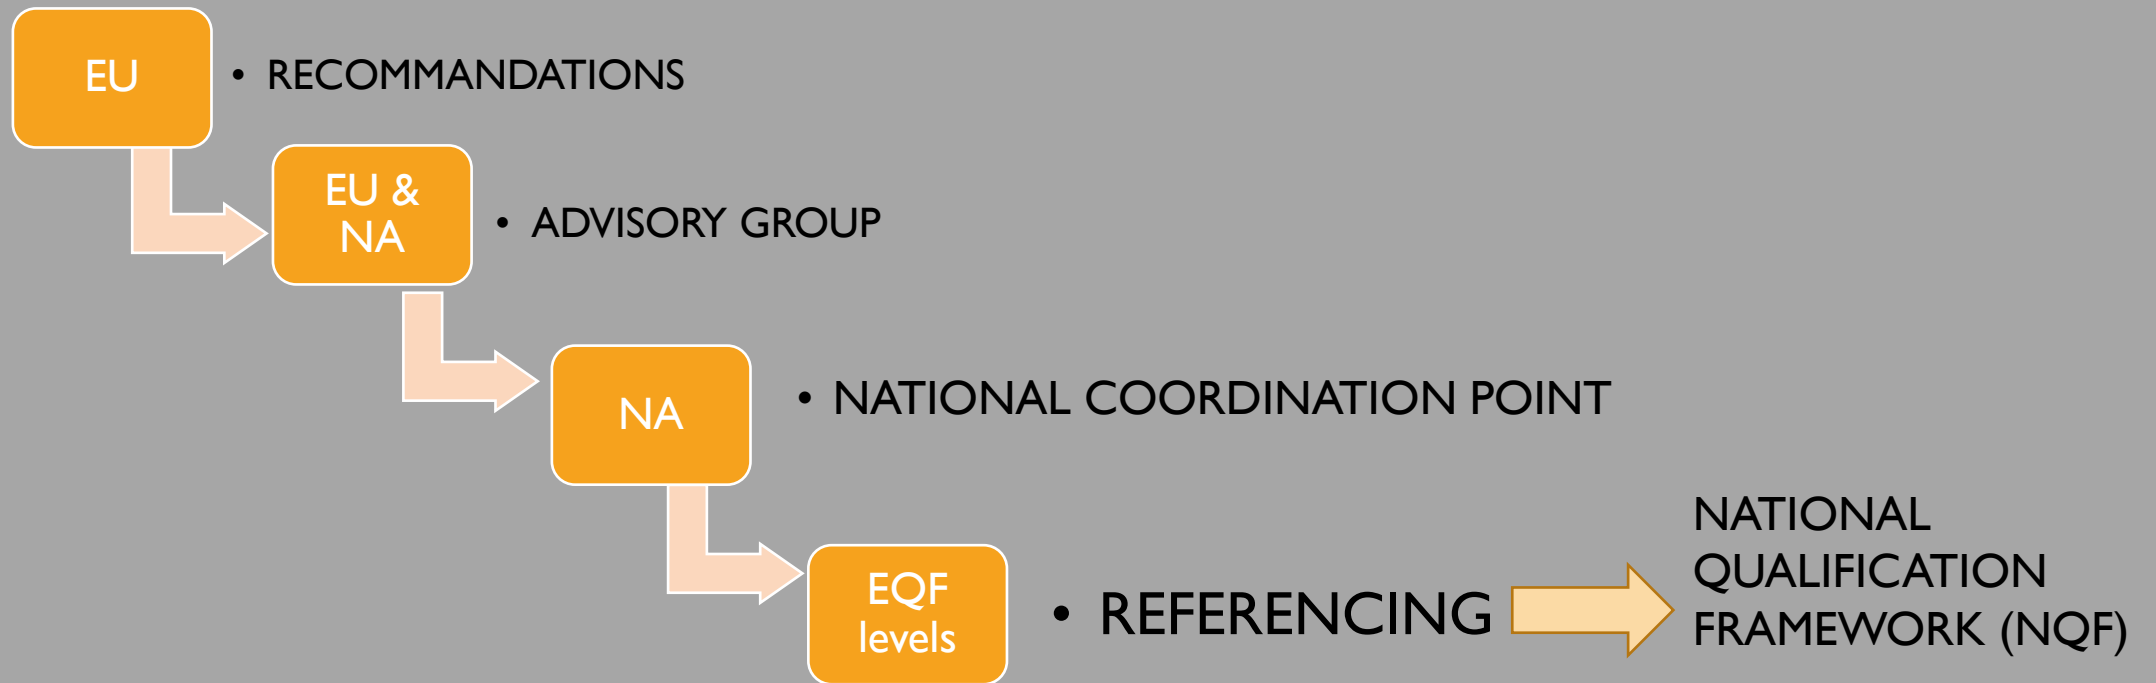 EU
• RECOMMANDATIONS
EU &
NA
• ADVISORY GROUP
NA
• NATIONAL COORDINATION POINT
EQF
levels
• REFERENCING
NATIONAL
QUALIFICATION
FRAMEWORK (NQF)